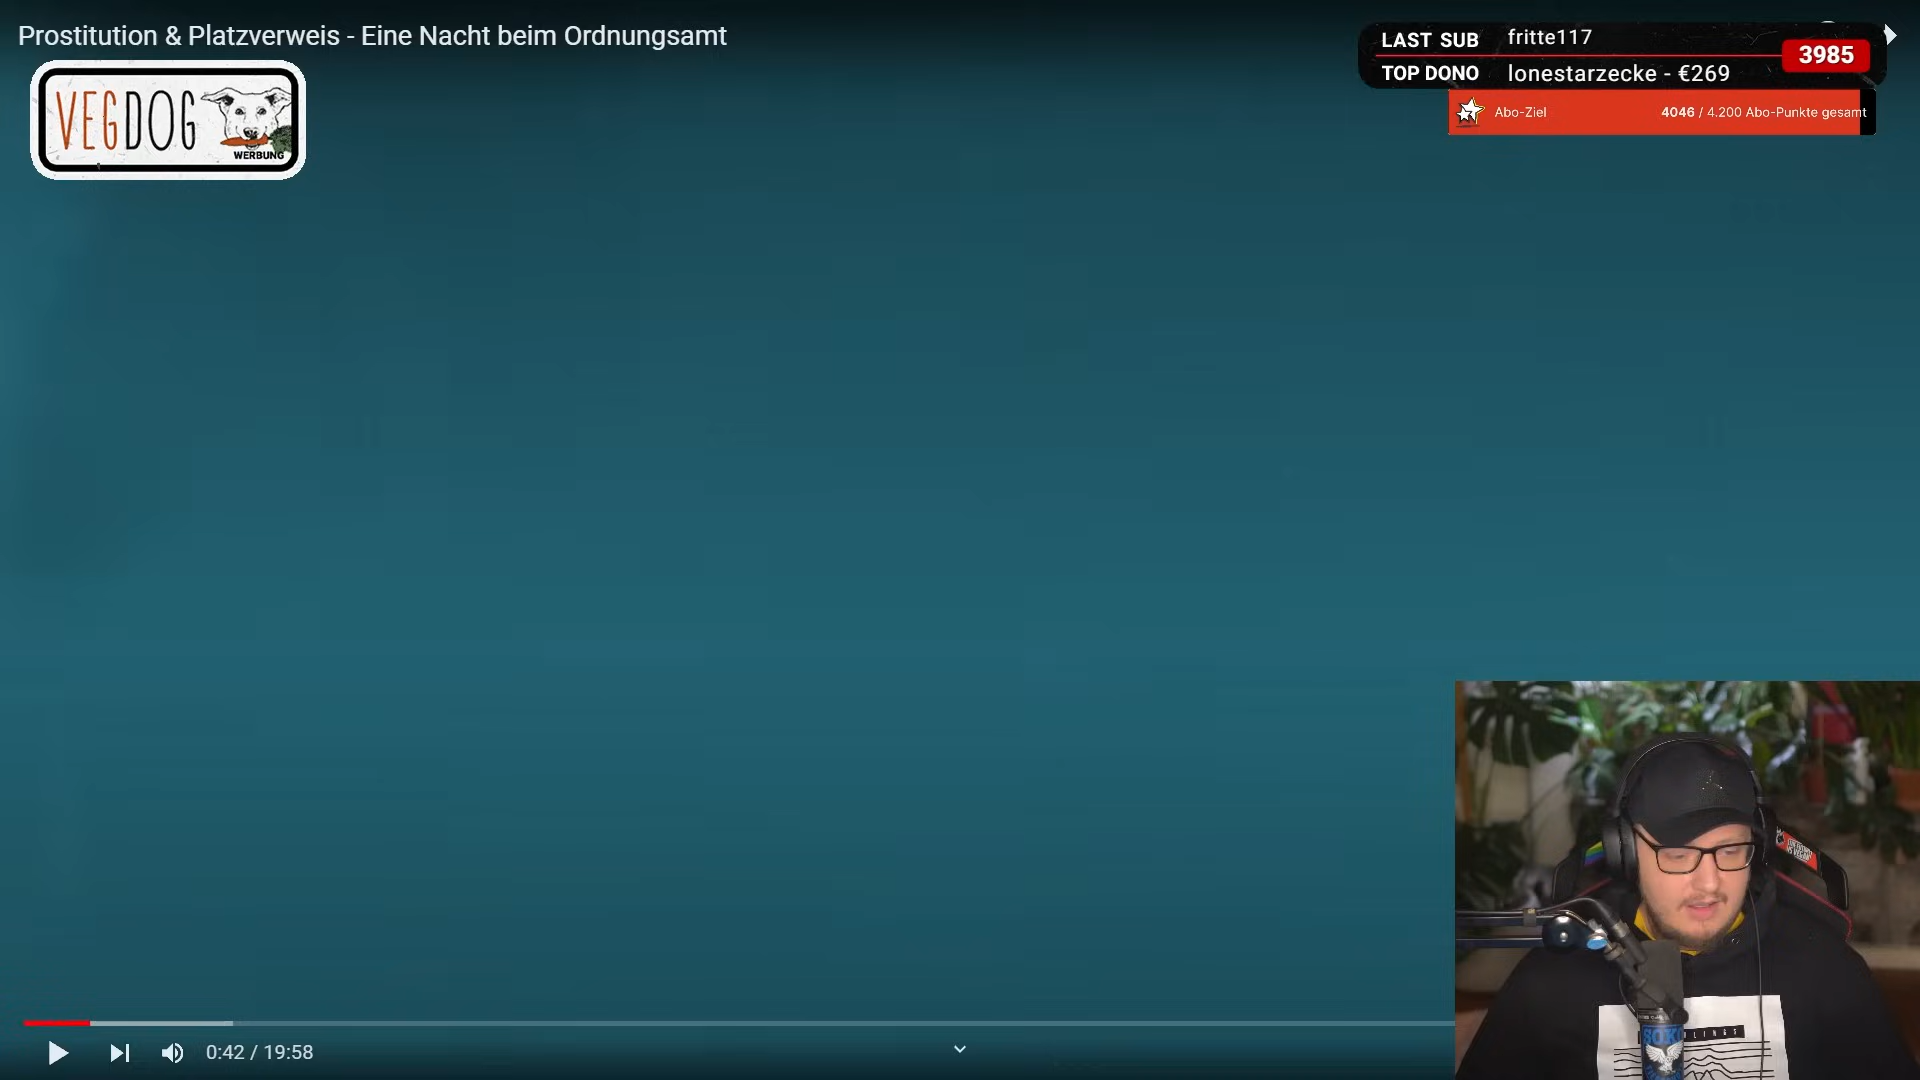 Prostitution & Platzverweis - Eine Nacht beim Ordnungsamt
LAST SUB fritte117
3985
TOP DONO lonestarzecke - €269
Abo-Ziel 4046 / 4.200 Abo-Punkte gesamt
VEGDOG
WERBUNG
SOKI
0:42 / 19:58